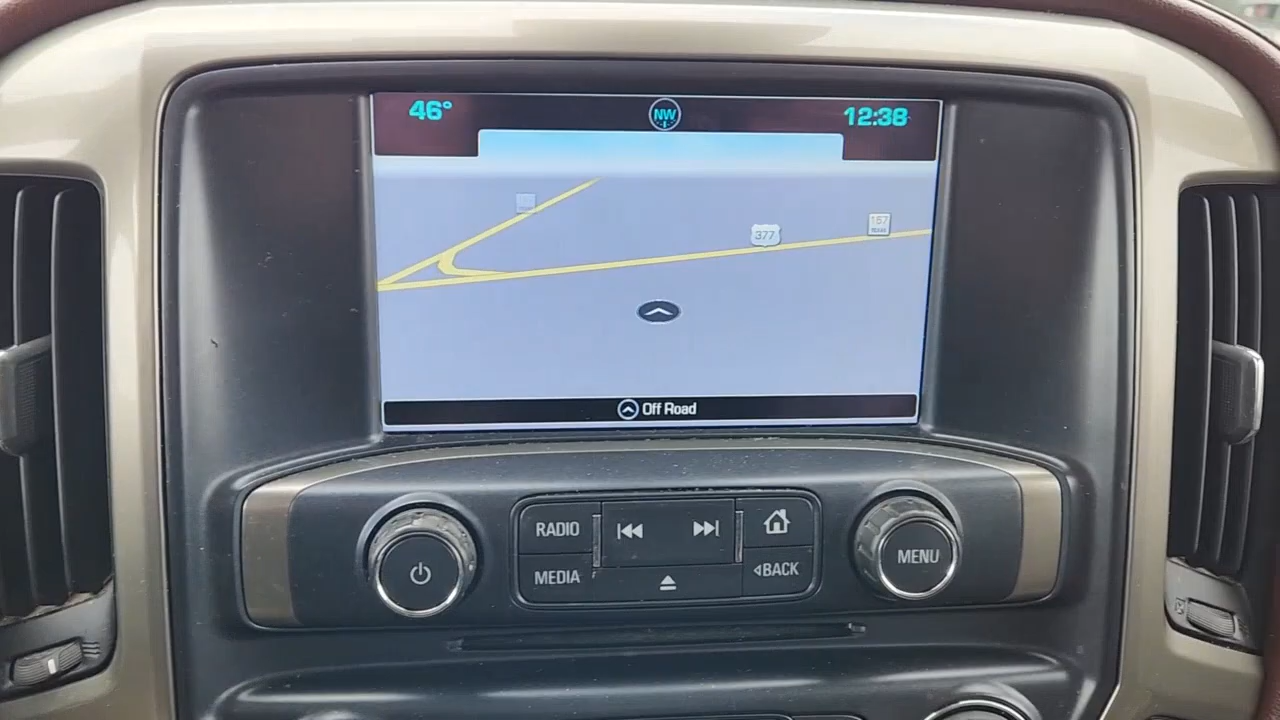 46°
NW
12:38
377
157
TEXAS
Off Road
RADIO
MEDIA
BACK
MENU